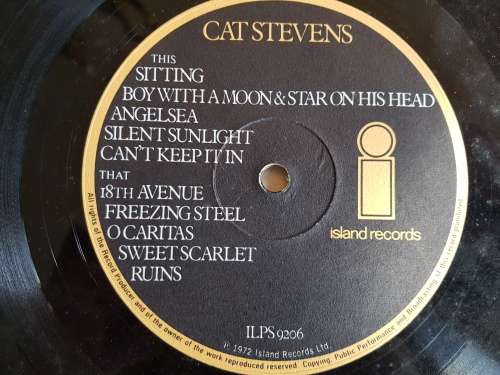 CAT STEVENS
THIS
SITTING
BOY WITH A MOON & STAR ON HIS HEAD
ANGELSEA
SILENT SUNLIGHT
CAN'T KEEP IT IN
THAT
18TH AVENUE
FREEZING STEEL
O CARITAS
SWEET SCARLET
RUINS
i
island records
ILPS 9206
℗ 1972 Island Records Ltd.
All rights of the Record Producer and of the owner of the work reproduced reserved. Copying, Public Performance and Broadcasting of this record prohibited.